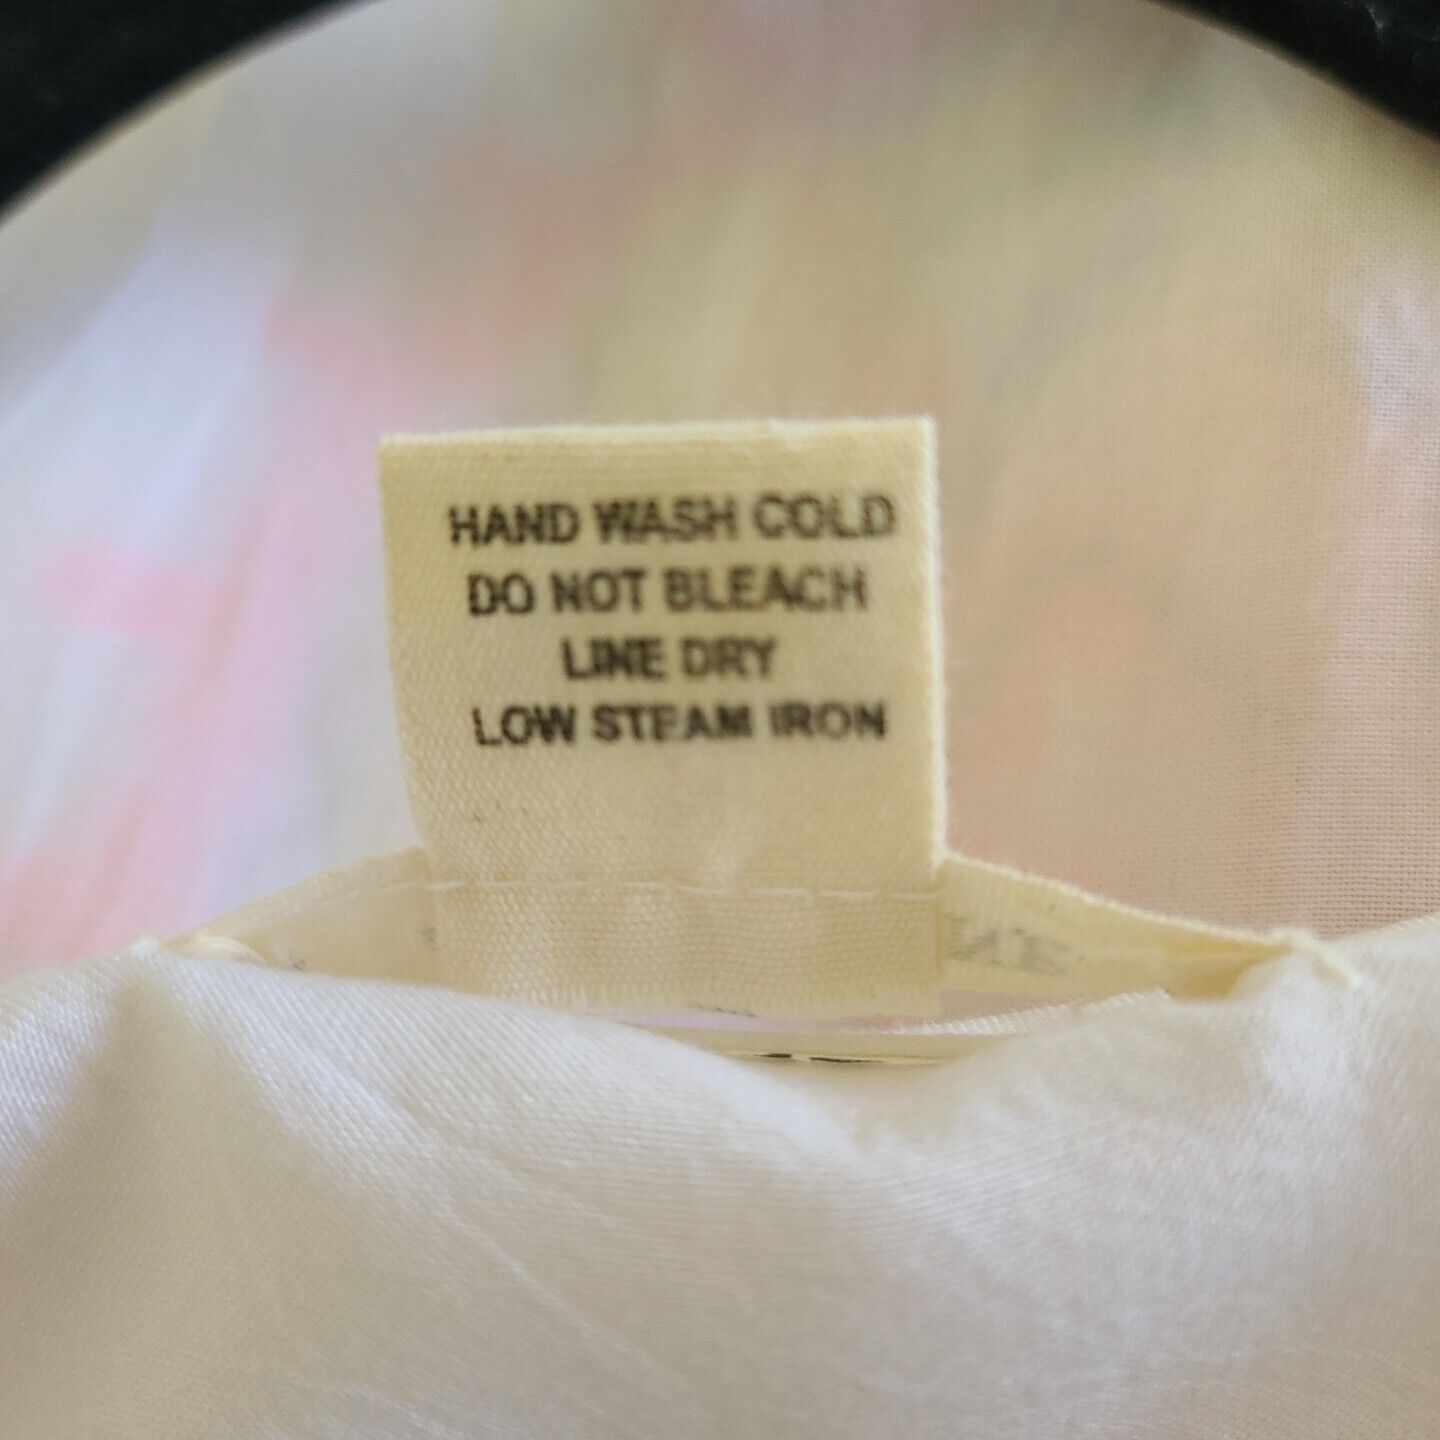 HAND WASH COLD
DO NOT BLEACH
LINE DRY
LOW STEAM IRON